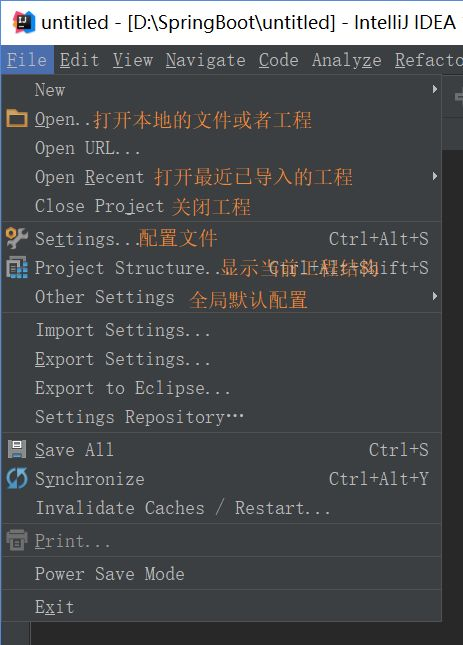 untitled - [D:\SpringBoot\untitled] - IntelliJ IDEA
File Edit View Navigate Code Analyze Refacto
New
Open... 打开本地的文件或者工程
Open URL...
Open Recent 打开最近已导入的工程
Close Project 关闭工程
Settings... 配置文件 Ctrl+Alt+S
Project Structure... 显示当前工程结构 Ctrl+Alt+Shift+S
Other Settings 全局默认配置
Import Settings...
Export Settings...
Export to Eclipse...
Settings Repository…
Save All Ctrl+S
Synchronize Ctrl+Alt+Y
Invalidate Caches / Restart...
Print...
Power Save Mode
Exit